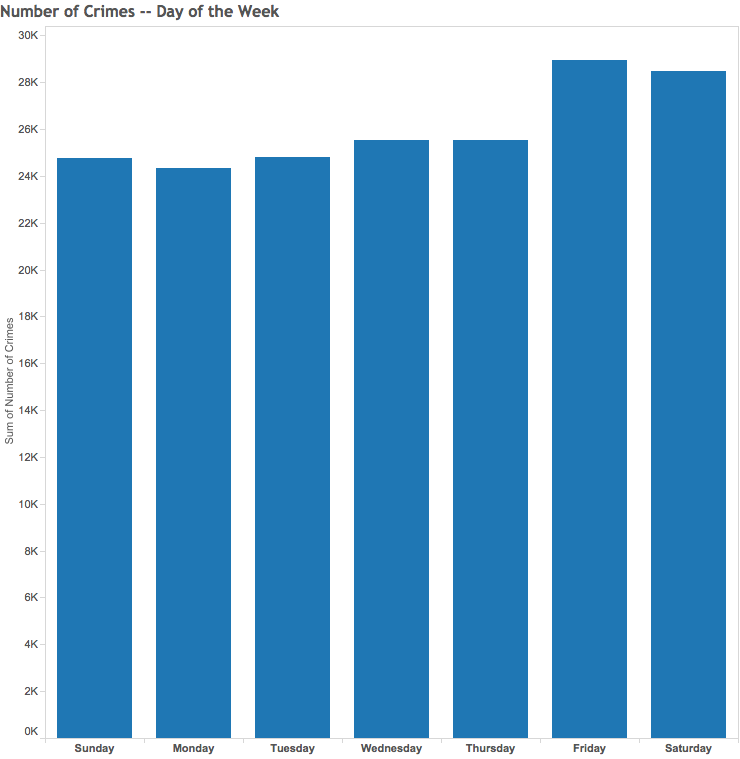 Number of Crimes -- Day of the Week
Sum of Number of Crimes
30K
28K
26K
24K
22K
20K
18K
16K
14K
12K
10K
8K
6K
4K
2K
0K
Sunday Monday Tuesday Wednesday Thursday Friday Saturday